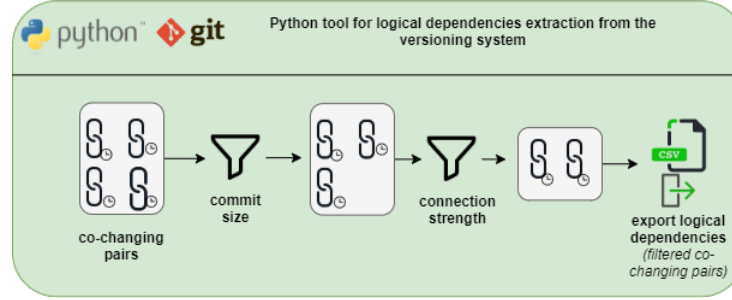 python™
git
Python tool for logical dependencies extraction from the
versioning system
co-changing
pairs
commit
size
connection
strength
CSV
export logical
dependencies
(filtered co-
changing pairs)